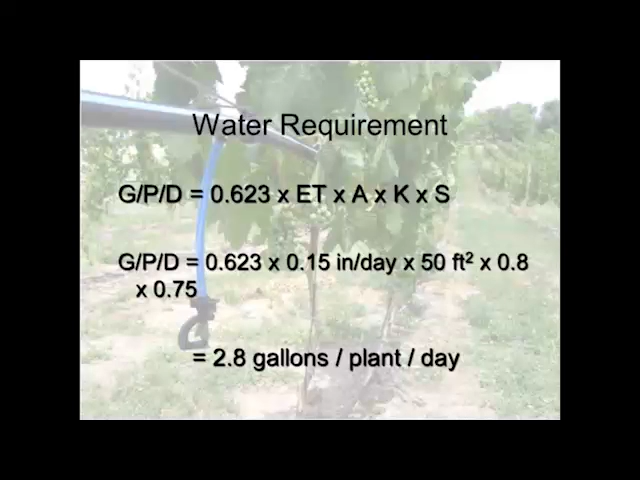 Water Requirement
G/P/D = 0.623 x ET x A x K x S
G/P/D = 0.623 x 0.15 in/day x 50 ft² x 0.8
x 0.75
= 2.8 gallons / plant / day